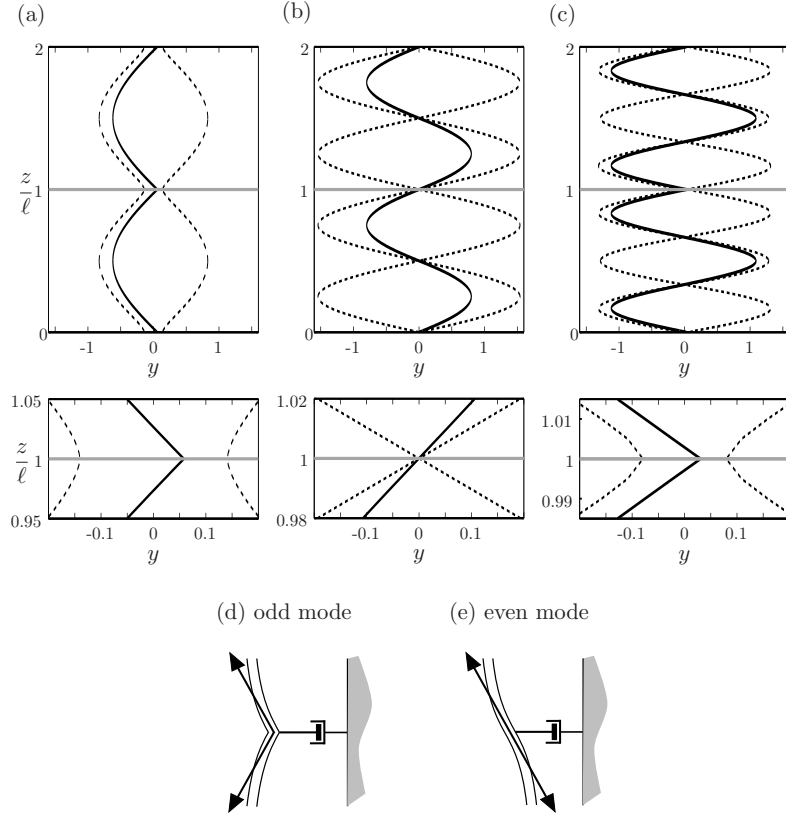 (a) (b) (c)
2 2 2
z/ℓ 1 1 1
0 0 0
-1 0 1 -1 0 1 -1 0 1
y y y
1.05 1.02 1.01
z/ℓ 1 1 1
0.95 0.98 0.99
-0.1 0 0.1 -0.1 0 0.1 -0.1 0 0.1
y y y
(d) odd mode (e) even mode